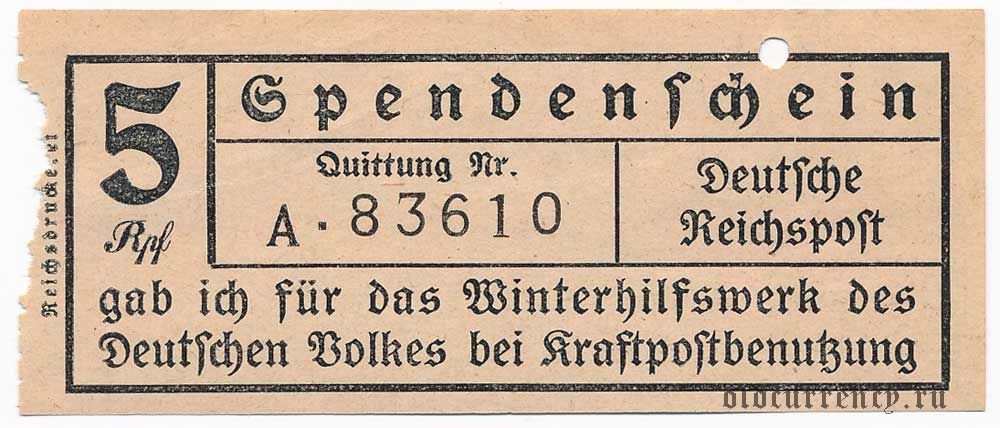 5 Rpf
Spendenschein
Quittung Nr.
A · 83610
Deutsche
Reichspost
gab ich für das Winterhilfswerk des
Deutschen Volkes bei Kraftpostbenutzung
Reichsdrucke
oldcurrency.ru